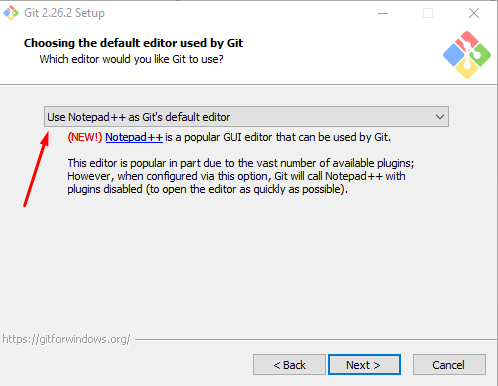 Git 2.26.2 Setup
Choosing the default editor used by Git
Which editor would you like Git to use?
Use Notepad++ as Git's default editor
(NEW!) Notepad++ is a popular GUI editor that can be used by Git.
This editor is popular in part due to the vast number of available plugins;
However, when configured via this option, Git will call Notepad++ with
plugins disabled (to open the editor as quickly as possible).
https://gitforwindows.org/
< Back
Next >
Cancel